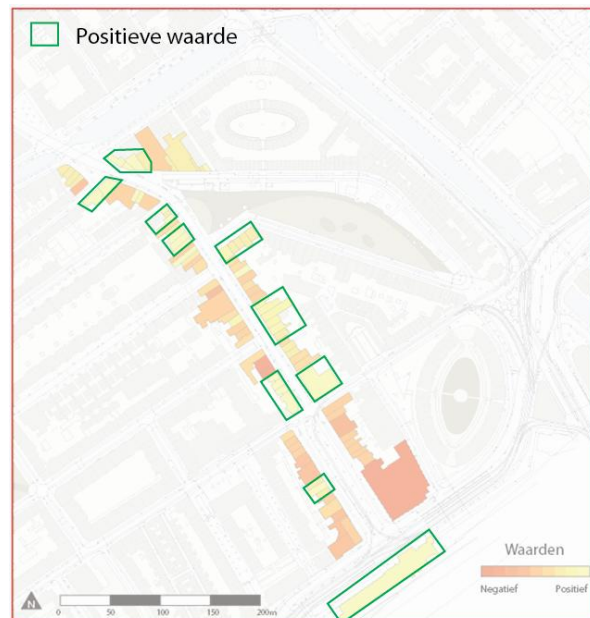 Positieve waarde
Waarden
Negatief Positief
N
0 50 100 150 200m